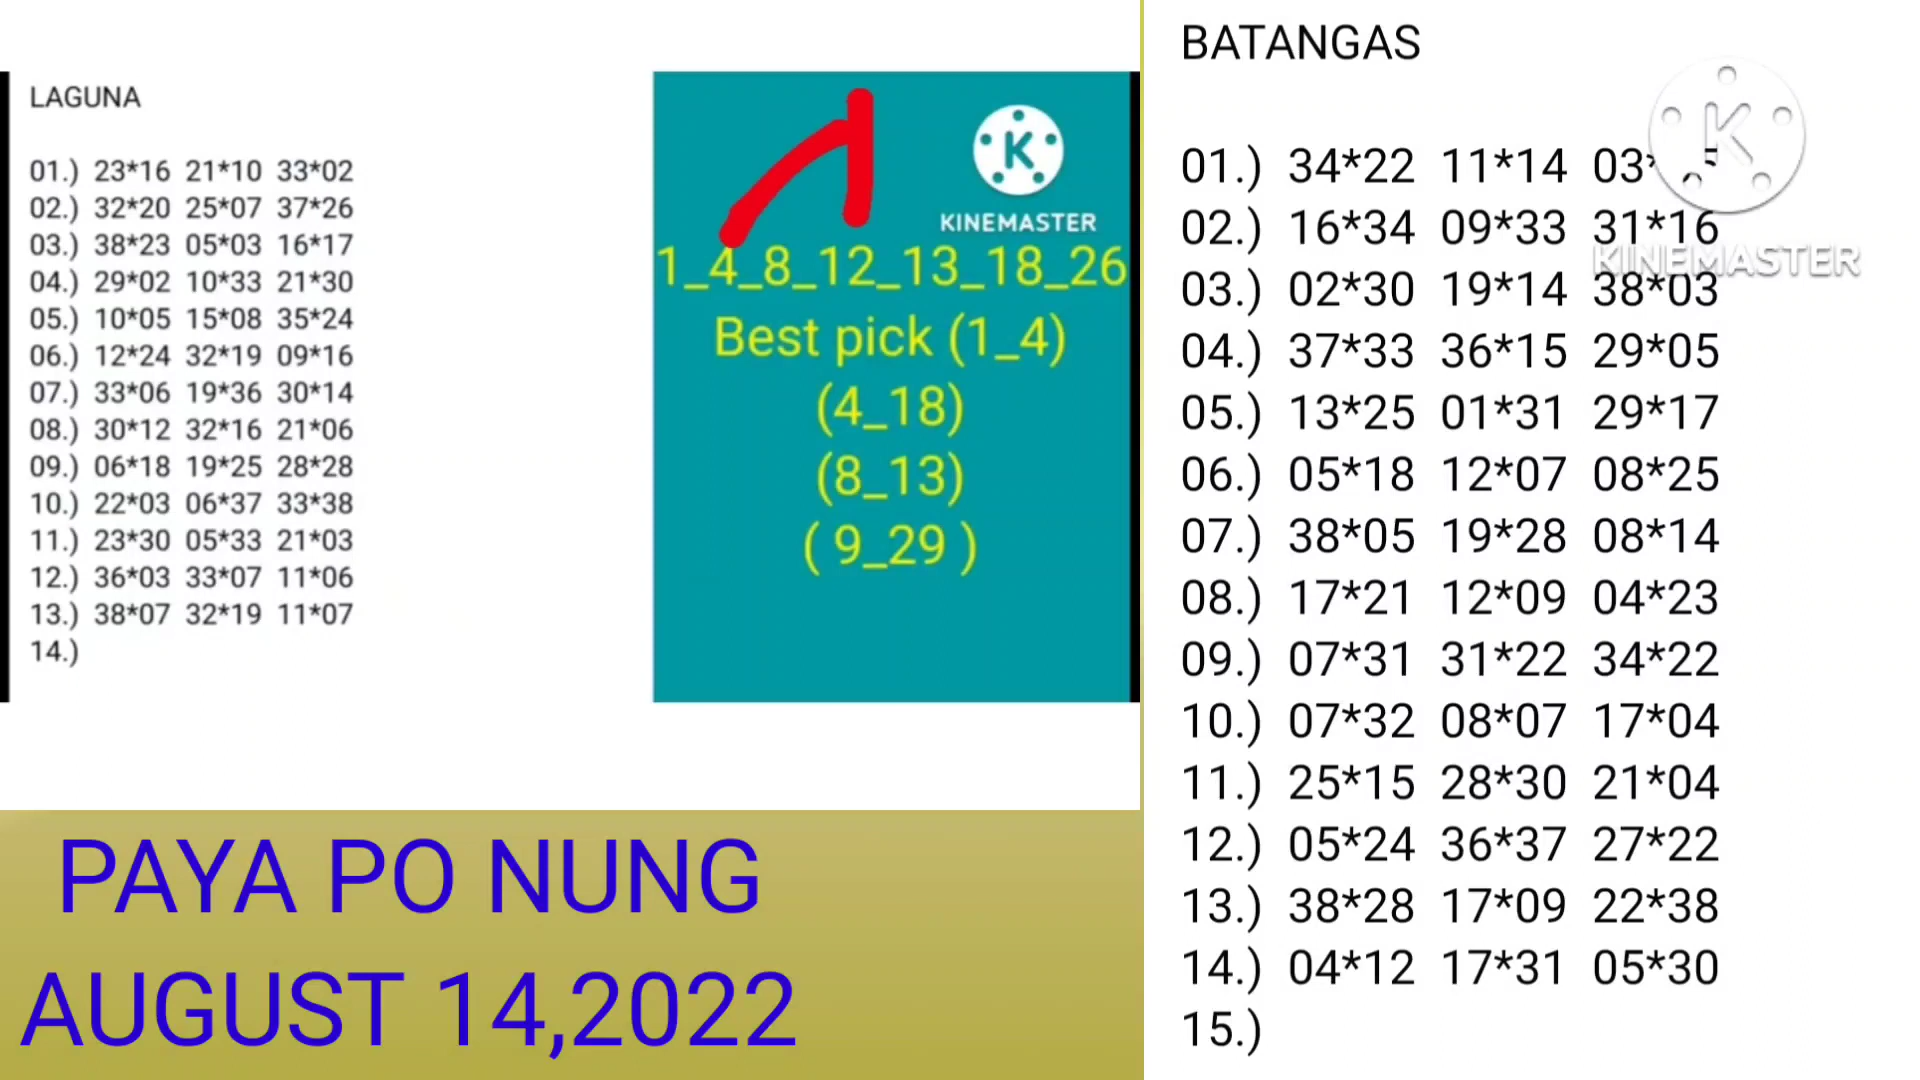 LAGUNA
01.) 23*16 21*10 33*02
02.) 32*20 25*07 37*26
03.) 38*23 05*03 16*17
04.) 29*02 10*33 21*30
05.) 10*05 15*08 35*24
06.) 12*24 32*19 09*16
07.) 33*06 19*36 30*14
08.) 30*12 32*16 21*06
09.) 06*18 19*25 28*28
10.) 22*03 06*37 33*38
11.) 23*30 05*33 21*03
12.) 36*03 33*07 11*06
13.) 38*07 32*19 11*07
14.)
K
KINEMASTER
1_4_8_12_13_18_26
Best pick (1_4)
(4_18)
(8_13)
( 9_29 )
PAYA PO NUNG
AUGUST 14,2022
BATANGAS
01.) 34*22 11*14
02.) 16*34 09*33 31*16
03.) 02*30 19*14 38*03
04.) 37*33 36*15 29*05
05.) 13*25 01*31 29*17
06.) 05*18 12*07 08*25
07.) 38*05 19*28 08*14
08.) 17*21 12*09 04*23
09.) 07*31 31*22 34*22
10.) 07*32 08*07 17*04
11.) 25*15 28*30 21*04
12.) 05*24 36*37 27*22
13.) 38*28 17*09 22*38
14.) 04*12 17*31 05*30
15.)
K
KINEMASTER